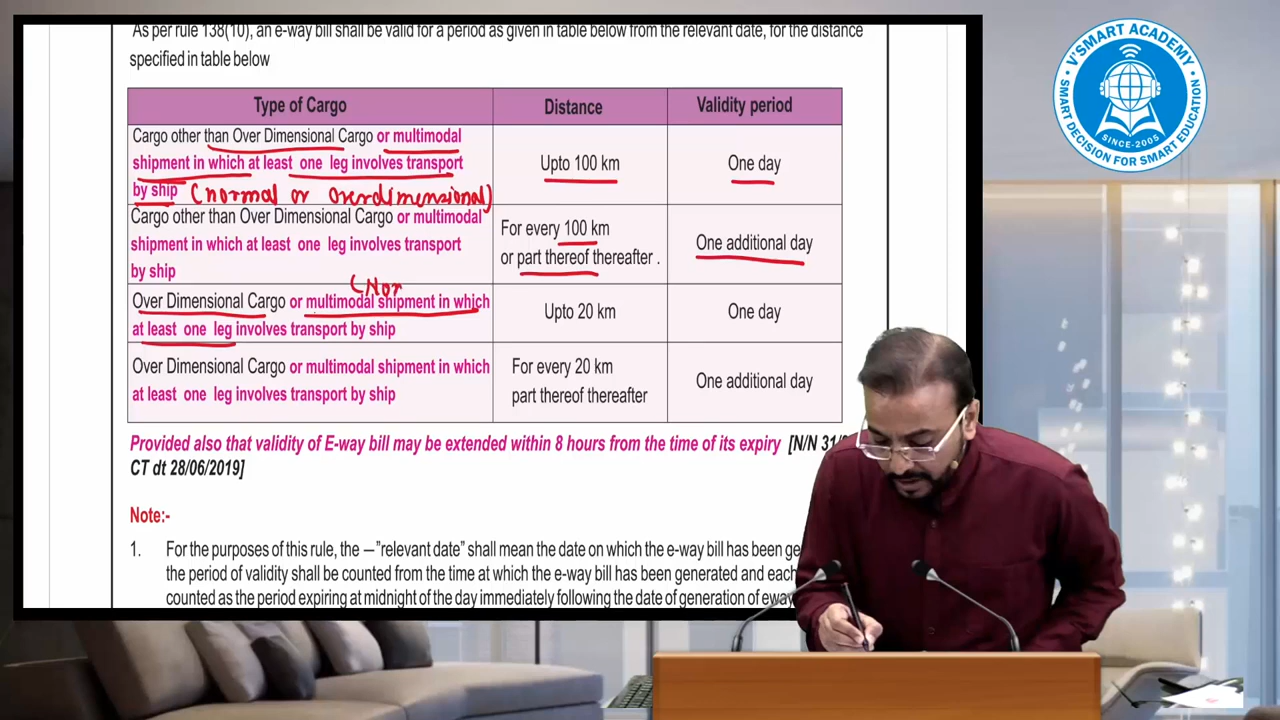 As per rule 138(10), an e-way bill shall be valid for a period as given in table below from the relevant date, for the distance
specified in table below
Type of Cargo
Distance
Validity period
Cargo other than Over Dimensional Cargo or multimodal
shipment in which at least one leg involves transport
by ship (normal or overdimensional)
Upto 100 km
One day
Cargo other than Over Dimensional Cargo or multimodal
shipment in which at least one leg involves transport
by ship
For every 100 km
or part thereof thereafter .
One additional day
(Nor
Over Dimensional Cargo or multimodal shipment in which
at least one leg involves transport by ship
Upto 20 km
One day
Over Dimensional Cargo or multimodal shipment in which
at least one leg involves transport by ship
For every 20 km
part thereof thereafter
One additional day
Provided also that validity of E-way bill may be extended within 8 hours from the time of its expiry [N/N 31/
CT dt 28/06/2019]
Note:-
1. For the purposes of this rule, the —"relevant date" shall mean the date on which the e-way bill has been
the period of validity shall be counted from the time at which the e-way bill has been generated and each
counted as the period expiring at midnight of the day immediately following the date of generation of eway
V'SMART ACADEMY
SMART DECISION FOR SMART EDUCATION
SINCE-2005